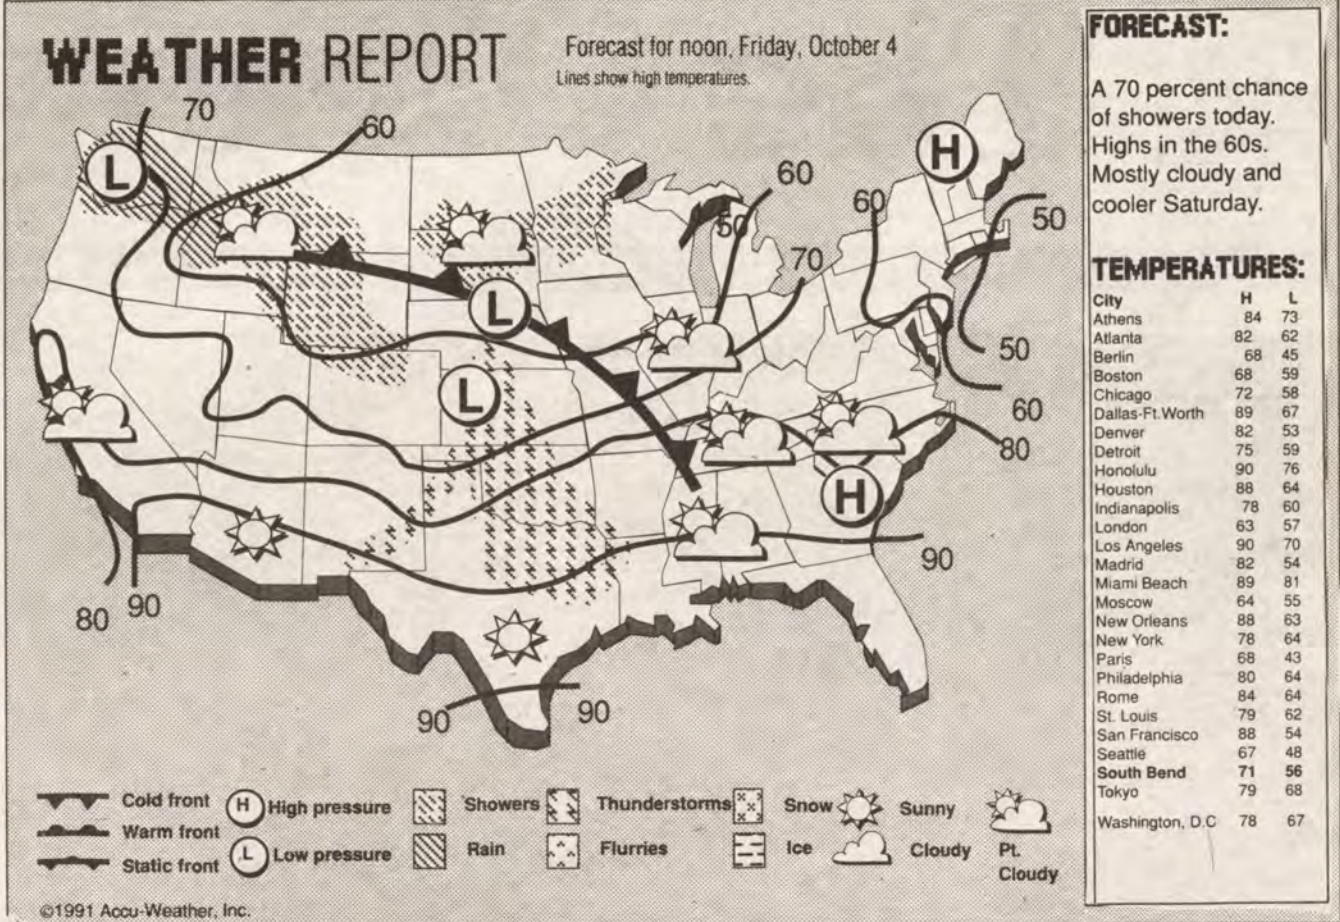 WEATHER REPORT
Forecast for noon, Friday, October 4
Lines show high temperatures.
70
60
60
50
60
50
70
50
60
80
90
80
90
90
90
H
H
L
L
L
Cold front
Warm front
Static front
H High pressure
L Low pressure
Showers
Rain
Thunderstorms
Flurries
Snow
Ice
Sunny
Cloudy
Pt.
Cloudy
©1991 Accu-Weather, Inc.
FORECAST:
A 70 percent chance
of showers today.
Highs in the 60s.
Mostly cloudy and
cooler Saturday.
TEMPERATURES:
City H L
Athens 84 73
Atlanta 82 62
Berlin 68 45
Boston 68 59
Chicago 72 58
Dallas-Ft.Worth 89 67
Denver 82 53
Detroit 75 59
Honolulu 90 76
Houston 88 64
Indianapolis 78 60
London 63 57
Los Angeles 90 70
Madrid 82 54
Miami Beach 89 81
Moscow 64 55
New Orleans 88 63
New York 78 64
Paris 68 43
Philadelphia 80 64
Rome 84 64
St. Louis 79 62
San Francisco 88 54
Seattle 67 48
South Bend 71 56
Tokyo 79 68
Washington, D.C 78 67